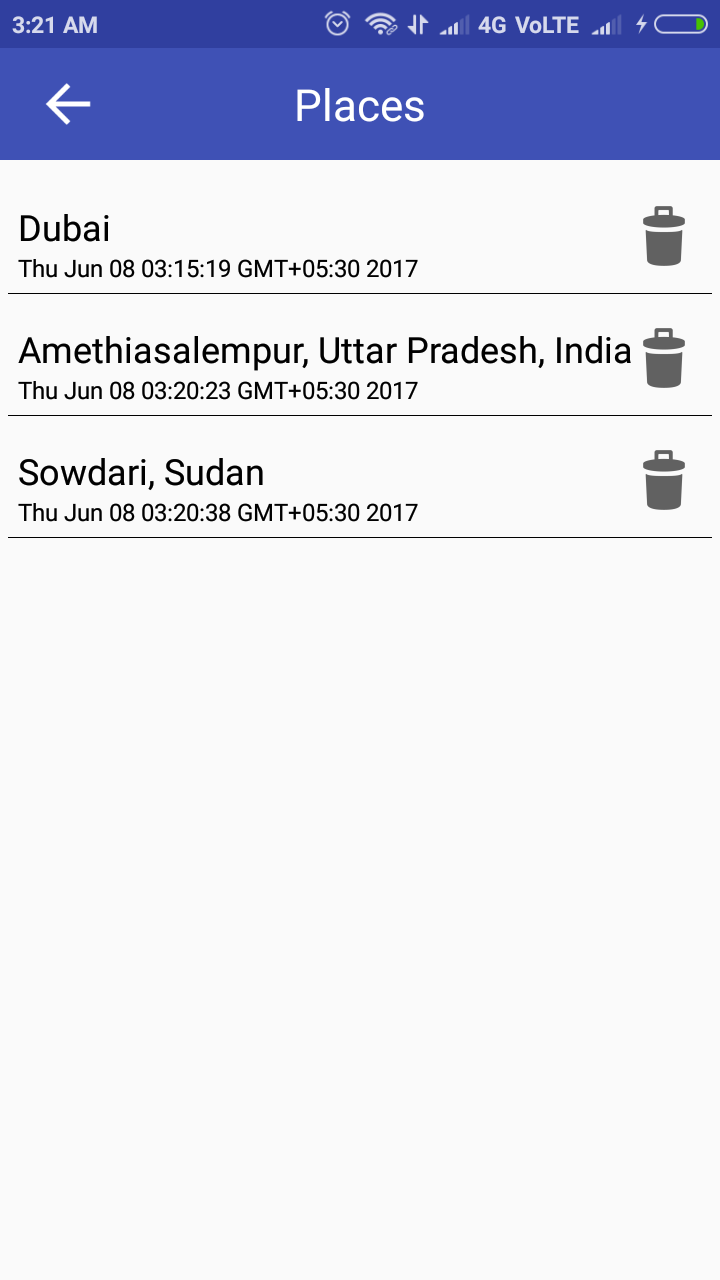 3:21 AM 4G VoLTE
Places
Dubai
Thu Jun 08 03:15:19 GMT+05:30 2017
Amethiasalempur, Uttar Pradesh, India
Thu Jun 08 03:20:23 GMT+05:30 2017
Sowdari, Sudan
Thu Jun 08 03:20:38 GMT+05:30 2017